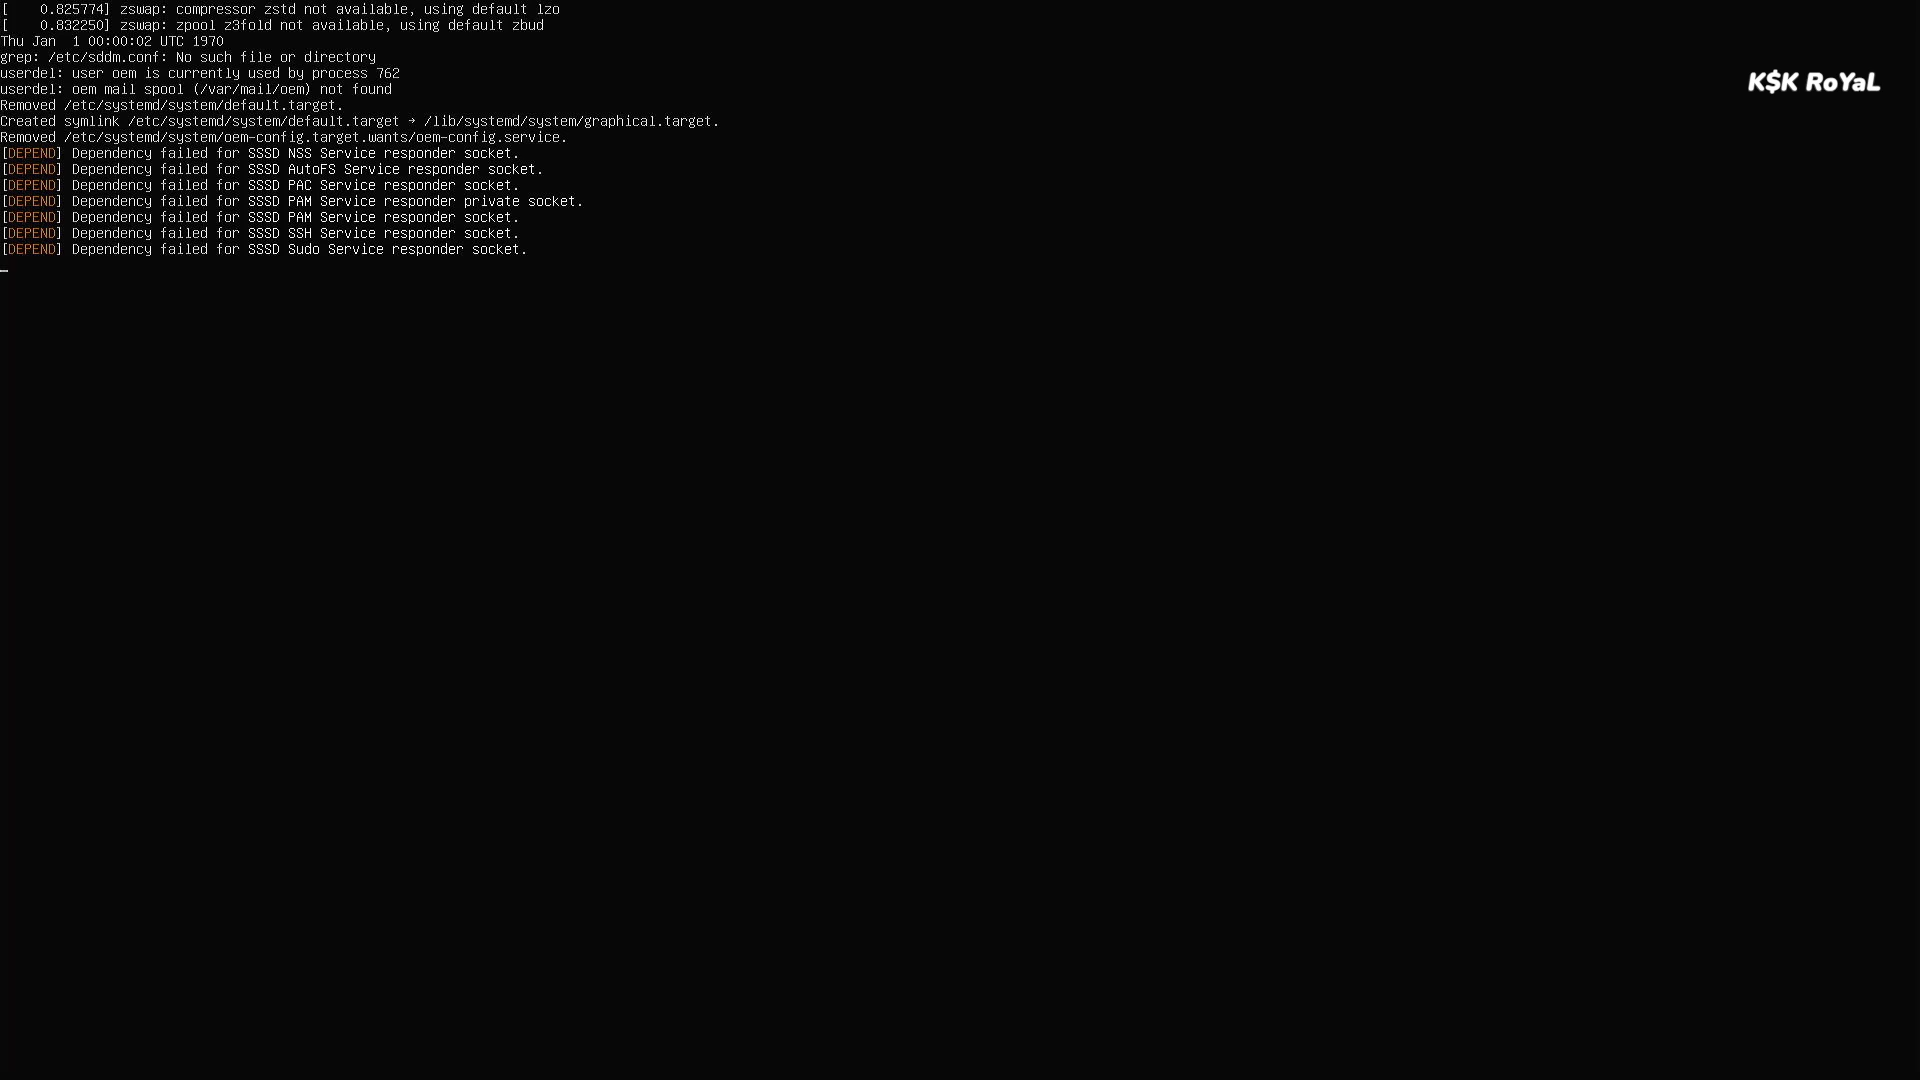 [    0.825774] zswap: compressor zstd not available, using default lzo
[    0.832250] zswap: zpool z3fold not available, using default zbud
Thu Jan  1 00:00:02 UTC 1970
grep: /etc/sddm.conf: No such file or directory
userdel: user oem is currently used by process 762
userdel: oem mail spool (/var/mail/oem) not found
Removed /etc/systemd/system/default.target.
Created symlink /etc/systemd/system/default.target → /lib/systemd/system/graphical.target.
Removed /etc/systemd/system/oem-config.target.wants/oem-config.service.
[DEPEND] Dependency failed for SSSD NSS Service responder socket.
[DEPEND] Dependency failed for SSSD AutoFS Service responder socket.
[DEPEND] Dependency failed for SSSD PAC Service responder socket.
[DEPEND] Dependency failed for SSSD PAM Service responder private socket.
[DEPEND] Dependency failed for SSSD PAM Service responder socket.
[DEPEND] Dependency failed for SSSD SSH Service responder socket.
[DEPEND] Dependency failed for SSSD Sudo Service responder socket.
K$K RoYaL